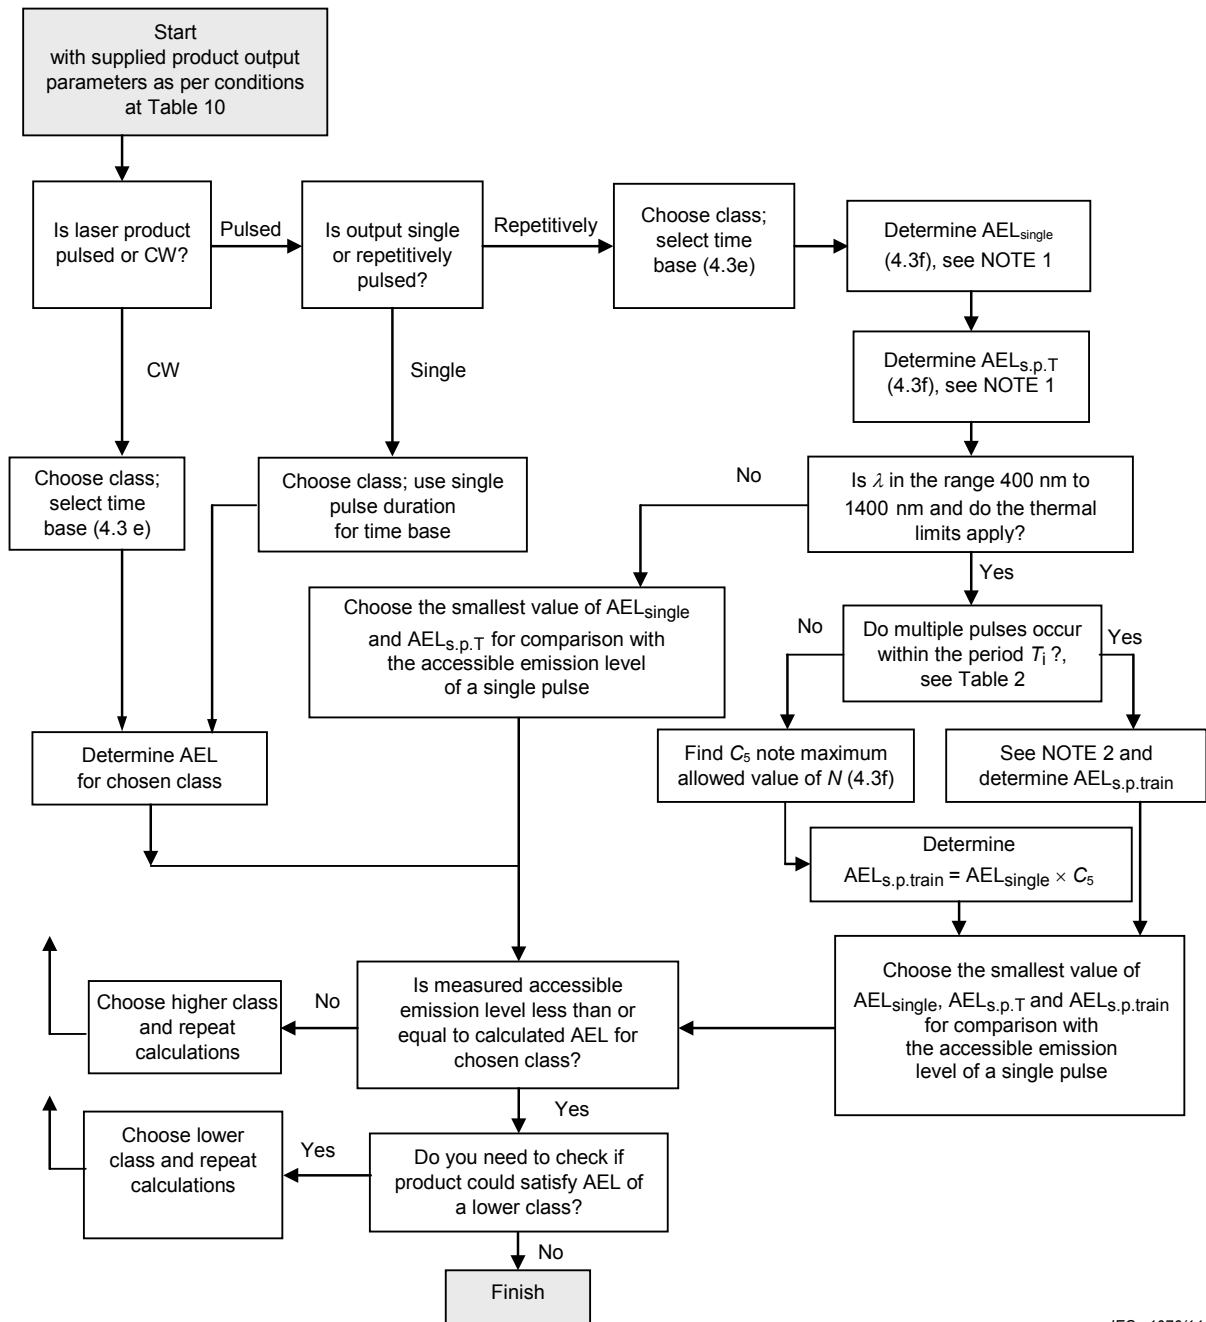 Start
with supplied product output
parameters as per conditions
at Table 10
Is laser product
pulsed or CW?
Pulsed
Is output single
or repetitively
pulsed?
Repetitively
Choose class;
select time
base (4.3e)
Determine AELsingle
(4.3f), see NOTE 1
Determine AELs.p.T
(4.3f), see NOTE 1
CW
Single
Choose class;
select time
base (4.3 e)
Choose class; use single
pulse duration
for time base
No
Is λ in the range 400 nm to
1400 nm and do the thermal
limits apply?
Yes
Choose the smallest value of AELsingle
and AELs.p.T for comparison with
the accessible emission level
of a single pulse
No
Do multiple pulses occur
within the period Ti ?,
see Table 2
Yes
Determine AEL
for chosen class
Find C5 note maximum
allowed value of N (4.3f)
See NOTE 2 and
determine AELs.p.train
Determine
AELs.p.train = AELsingle × C5
Choose higher class
and repeat
calculations
No
Is measured accessible
emission level less than or
equal to calculated AEL for
chosen class?
Choose the smallest value of
AELsingle, AELs.p.T and AELs.p.train
for comparison with
the accessible emission
level of a single pulse
Yes
Choose lower
class and repeat
calculations
Yes
Do you need to check if
product could satisfy AEL of
a lower class?
No
Finish